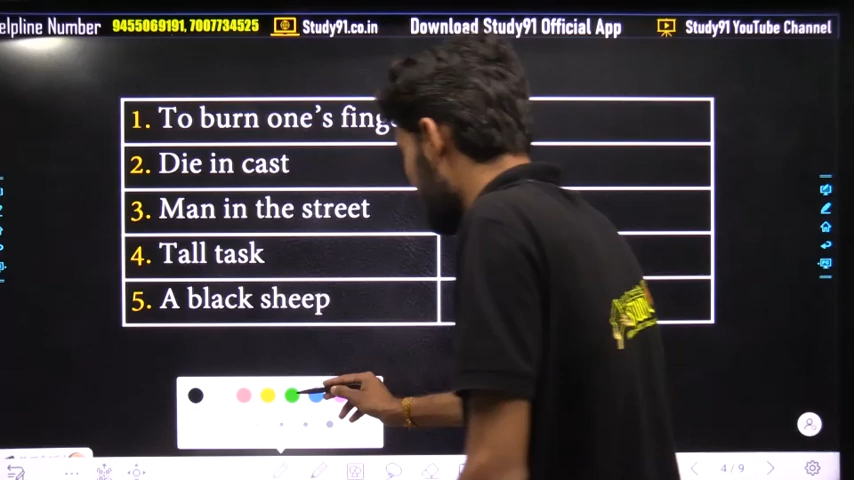 elpline Number 9455069191, 7007734525 Study91.co.in Download Study91 Official App Study91 YouTube Channel
1. To burn one's fing
2. Die in cast
3. Man in the street
4. Tall task
5. A black sheep
4/9